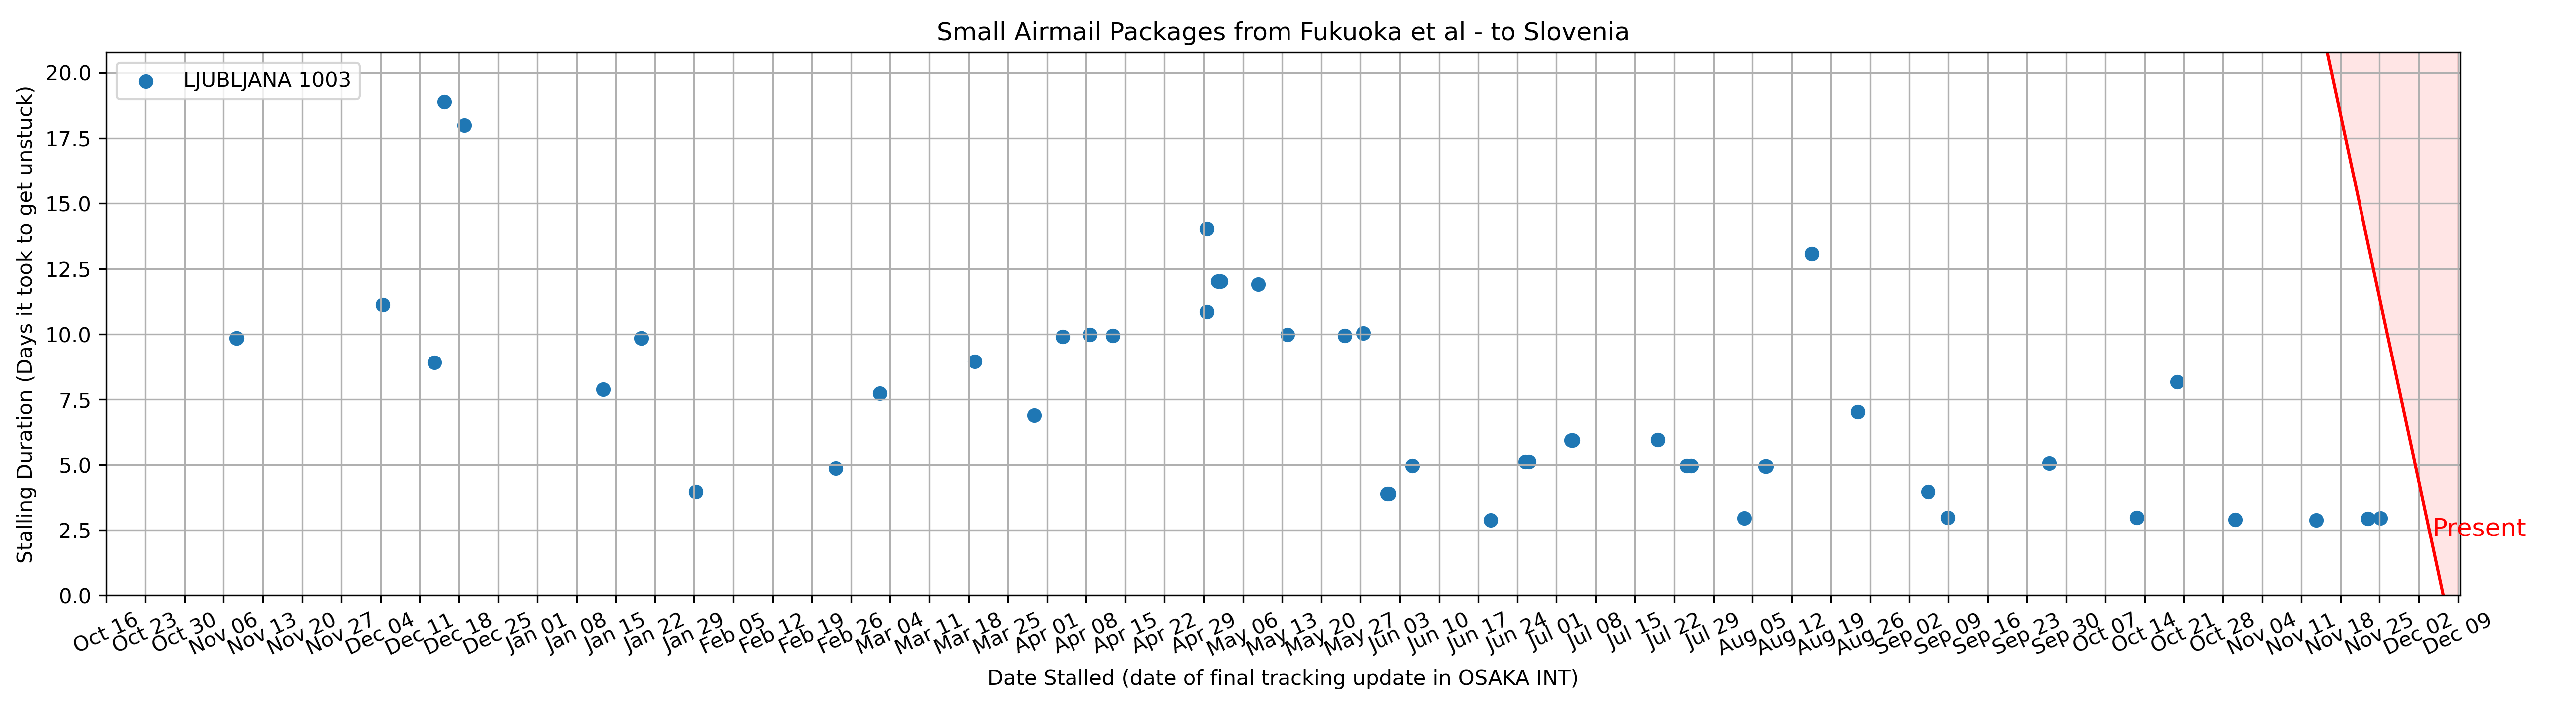 Small Airmail Packages from Fukuoka et al - to Slovenia
LJUBLJANA 1003
Stalling Duration (Days it took to get unstuck)
20.0
17.5
15.0
12.5
10.0
7.5
5.0
2.5
0.0
Present
Oct 16
Oct 23
Oct 30
Nov 06
Nov 13
Nov 20
Nov 27
Dec 04
Dec 11
Dec 18
Dec 25
Jan 01
Jan 08
Jan 15
Jan 22
Jan 29
Feb 05
Feb 12
Feb 19
Feb 26
Mar 04
Mar 11
Mar 18
Mar 25
Apr 01
Apr 08
Apr 15
Apr 22
Apr 29
May 06
May 13
May 20
May 27
Jun 03
Jun 10
Jun 17
Jun 24
Jul 01
Jul 08
Jul 15
Jul 22
Jul 29
Aug 05
Aug 12
Aug 19
Aug 26
Sep 02
Sep 09
Sep 16
Sep 23
Sep 30
Oct 07
Oct 14
Oct 21
Oct 28
Nov 04
Nov 11
Nov 18
Nov 25
Dec 02
Dec 09
Date Stalled (date of final tracking update in OSAKA INT)